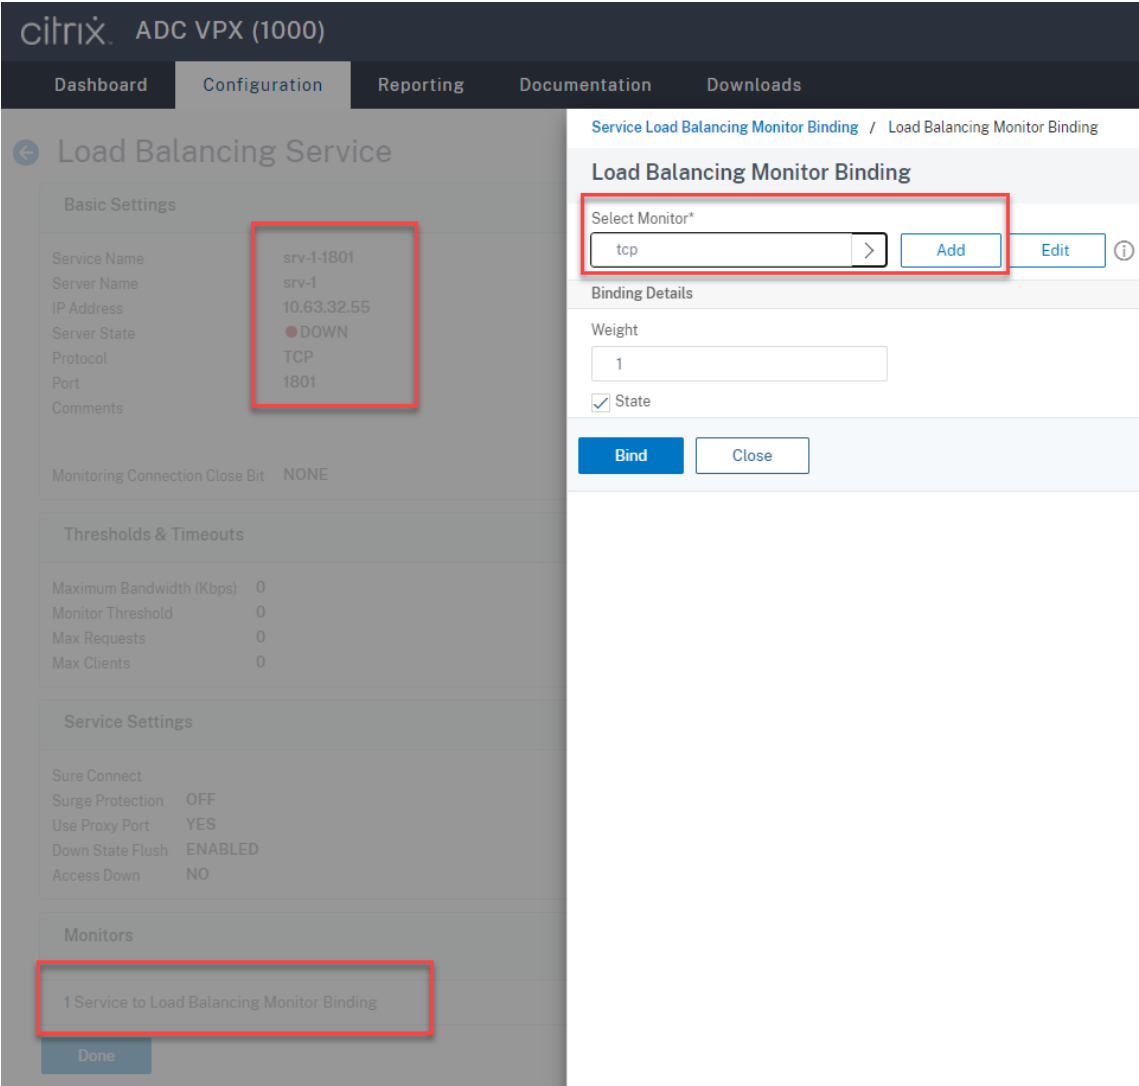 citrix. ADC VPX (1000)
Dashboard Configuration Reporting Documentation Downloads
Load Balancing Service
Basic Settings
Service Name srv-1-1801
Server Name srv-1
IP Address 10.63.32.55
Server State DOWN
Protocol TCP
Port 1801
Comments
Monitoring Connection Close Bit NONE
Thresholds & Timeouts
Maximum Bandwidth (Kbps) 0
Monitor Threshold 0
Max Requests 0
Max Clients 0
Service Settings
Sure Connect
Surge Protection OFF
Use Proxy Port YES
Down State Flush ENABLED
Access Down NO
Monitors
1 Service to Load Balancing Monitor Binding
Done
Service Load Balancing Monitor Binding / Load Balancing Monitor Binding
Load Balancing Monitor Binding
Select Monitor*
tcp > Add Edit i
Binding Details
Weight
1
State
Bind Close